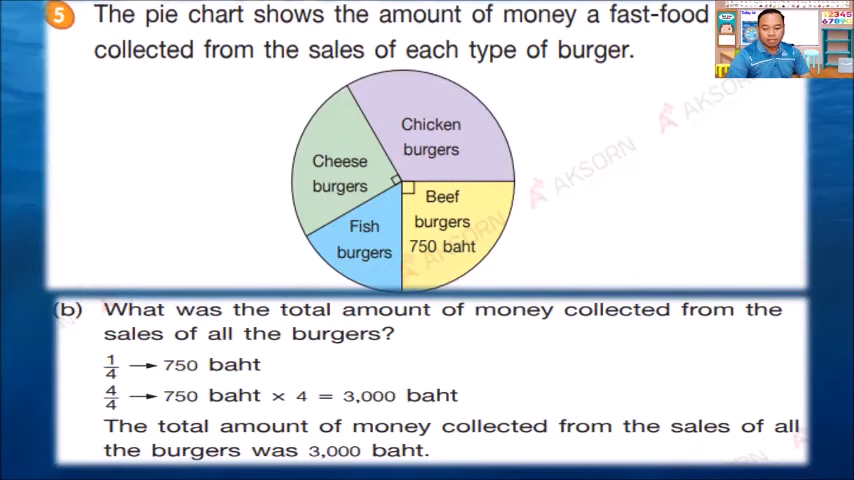 5 The pie chart shows the amount of money a fast-food
collected from the sales of each type of burger.
Chicken
burgers
Cheese
burgers
Beef
burgers
750 baht
Fish
burgers
AKSORN
AKSORN
AKSORN
(b) What was the total amount of money collected from the
sales of all the burgers?
1/4 → 750 baht
4/4 → 750 baht × 4 = 3,000 baht
The total amount of money collected from the sales of all
the burgers was 3,000 baht.